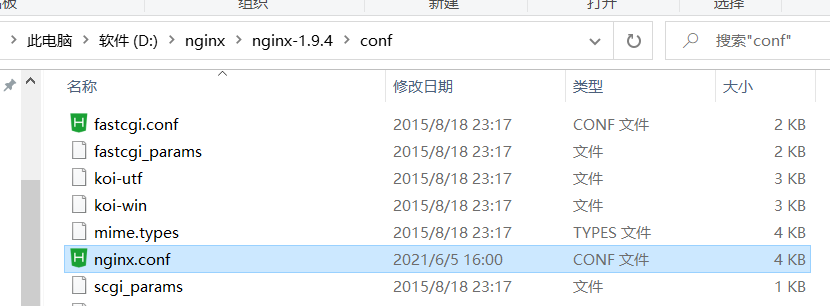 组织 新建 打开 选择
此电脑 软件 (D:) nginx nginx-1.9.4 conf 搜索"conf"
名称 修改日期 类型 大小
fastcgi.conf 2015/8/18 23:17 CONF 文件 2 KB
fastcgi_params 2015/8/18 23:17 文件 2 KB
koi-utf 2015/8/18 23:17 文件 3 KB
koi-win 2015/8/18 23:17 文件 3 KB
mime.types 2015/8/18 23:17 TYPES 文件 4 KB
nginx.conf 2021/6/5 16:00 CONF 文件 4 KB
scgi_params 2015/8/18 23:17 文件 1 KB